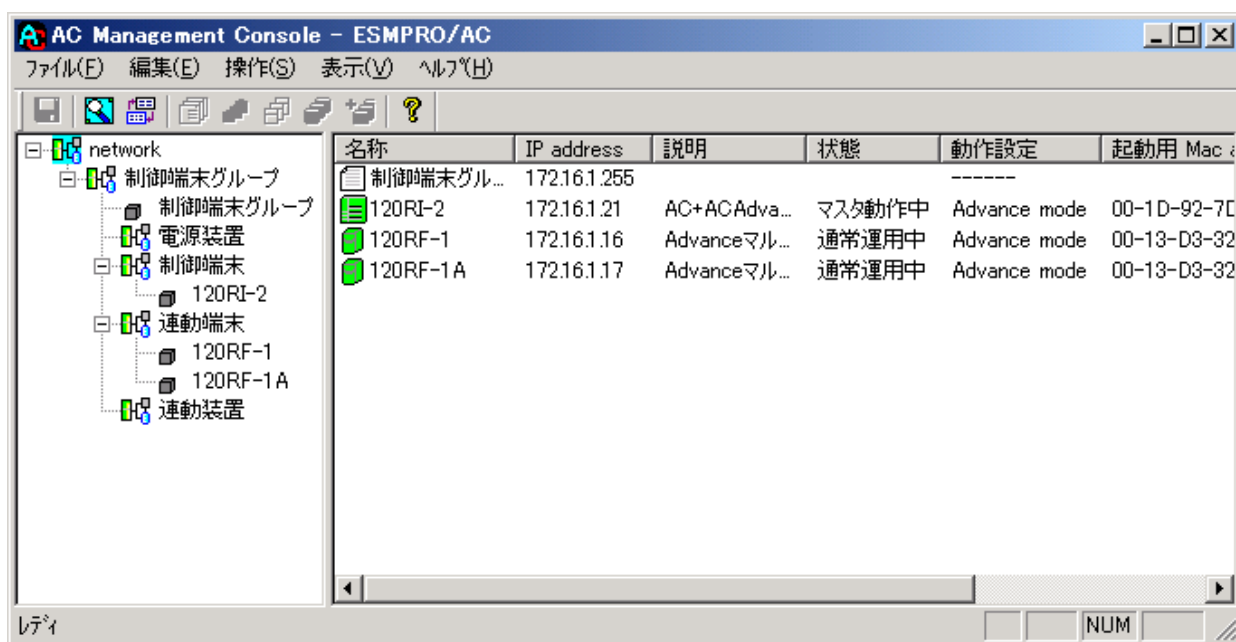 AC Management Console - ESMPRO/AC
ファイル(F) 編集(E) 操作(S) 表示(V) ヘルプ(H)
network
制御端末グループ
制御端末グループ
電源装置
制御端末
120RI-2
連動端末
120RF-1
120RF-1A
連動装置
名称 IP address 説明 状態 動作設定 起動用 Mac
制御端末グル... 172.16.1.255 ------
120RI-2 172.16.1.21 AC+ACAdva... マスタ動作中 Advance mode 00-1D-92-7D
120RF-1 172.16.1.16 Advanceマル... 通常運用中 Advance mode 00-13-D3-32
120RF-1A 172.16.1.17 Advanceマル... 通常運用中 Advance mode 00-13-D3-32
レディ NUM